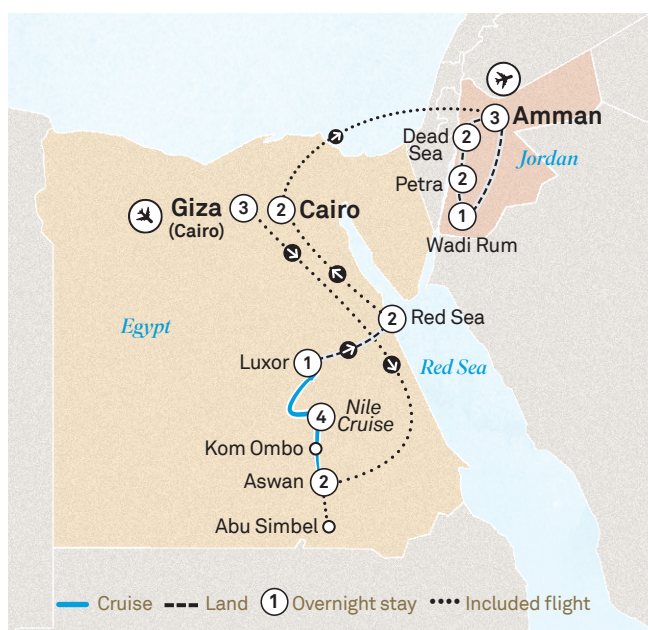 3
Amman
Dead
Sea
2
Jordan
Petra
2
Giza
(Cairo)
3
2
Cairo
1
Wadi Rum
Egypt
2
Red Sea
Luxor
1
Red Sea
4
Nile
Cruise
Kom Ombo
Aswan
2
Abu Simbel
Cruise
Land
1
Overnight stay
Included flight